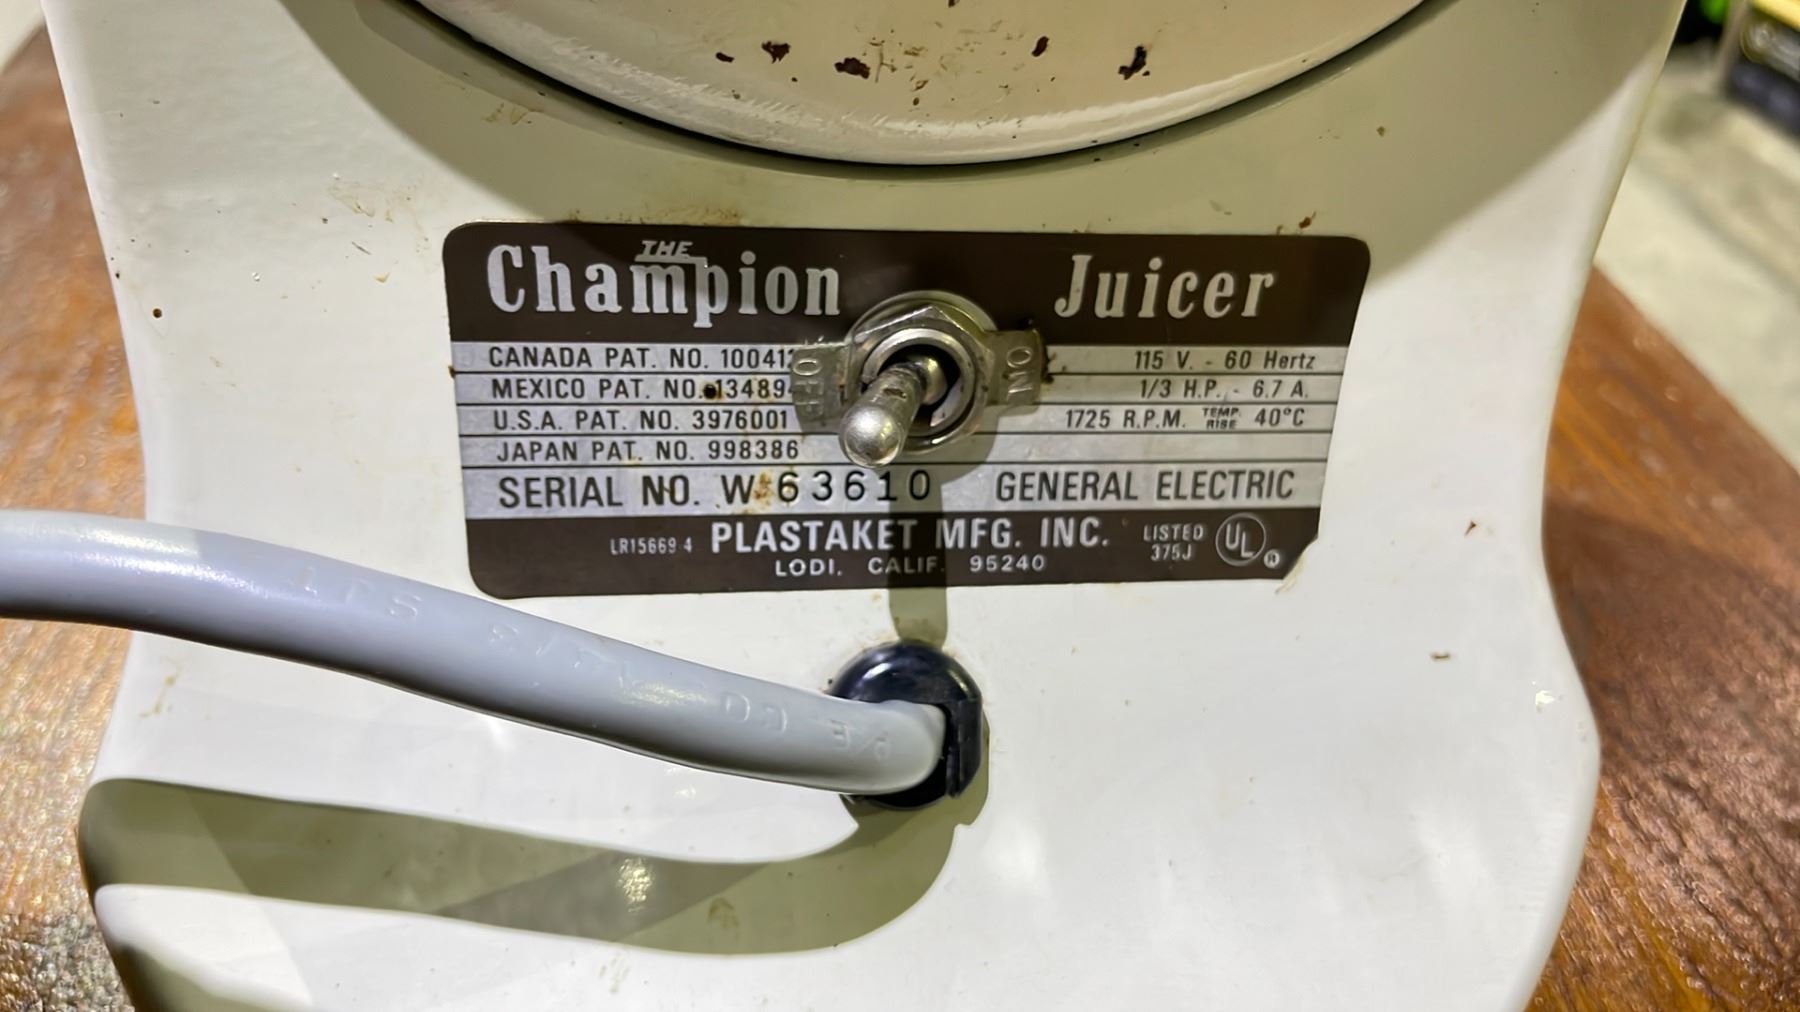 THE
Champion Juicer
CANADA PAT. NO. 10041
115 V. - 60 Hertz
MEXICO PAT. NO. 13489
1/3 H.P. - 6.7 A.
U.S.A. PAT. NO. 3976001
1725 R.P.M. TEMP. RISE 40°C
JAPAN PAT. NO. 998386
OFF
ON
SERIAL NO. W 63610 GENERAL ELECTRIC
LR15669 4 PLASTAKET MFG. INC. LISTED 375J UL
LODI, CALIF. 95240